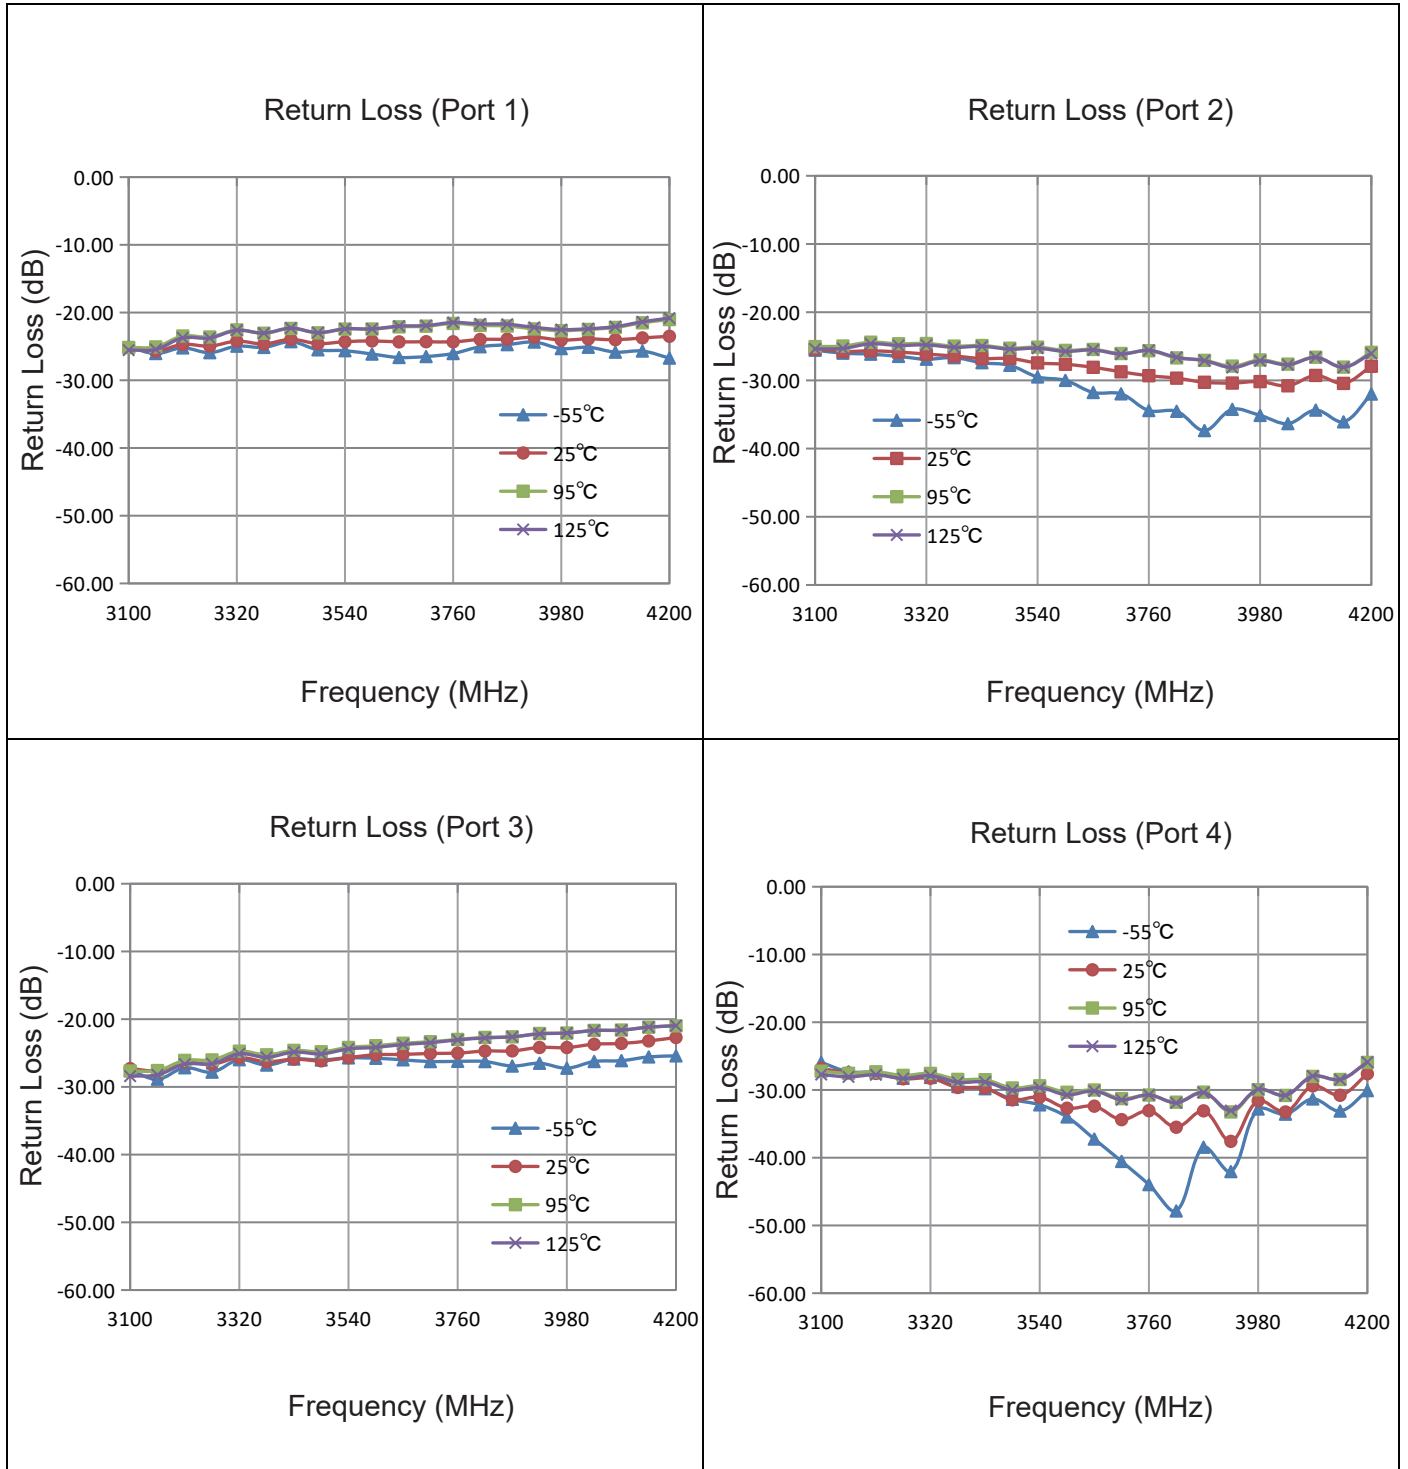 Return Loss (Port 1)
Return Loss (dB)
0.00
-10.00
-20.00
-30.00
-40.00
-50.00
-60.00
-55℃
25℃
95℃
125℃
3100 3320 3540 3760 3980 4200
Frequency (MHz)
Return Loss (Port 2)
Return Loss (dB)
0.00
-10.00
-20.00
-30.00
-40.00
-50.00
-60.00
-55℃
25℃
95℃
125℃
3100 3320 3540 3760 3980 4200
Frequency (MHz)
Return Loss (Port 3)
Return Loss (dB)
0.00
-10.00
-20.00
-30.00
-40.00
-50.00
-60.00
-55℃
25℃
95℃
125℃
3100 3320 3540 3760 3980 4200
Frequency (MHz)
Return Loss (Port 4)
Return Loss (dB)
0.00
-10.00
-20.00
-30.00
-40.00
-50.00
-60.00
-55℃
25℃
95℃
125℃
3100 3320 3540 3760 3980 4200
Frequency (MHz)